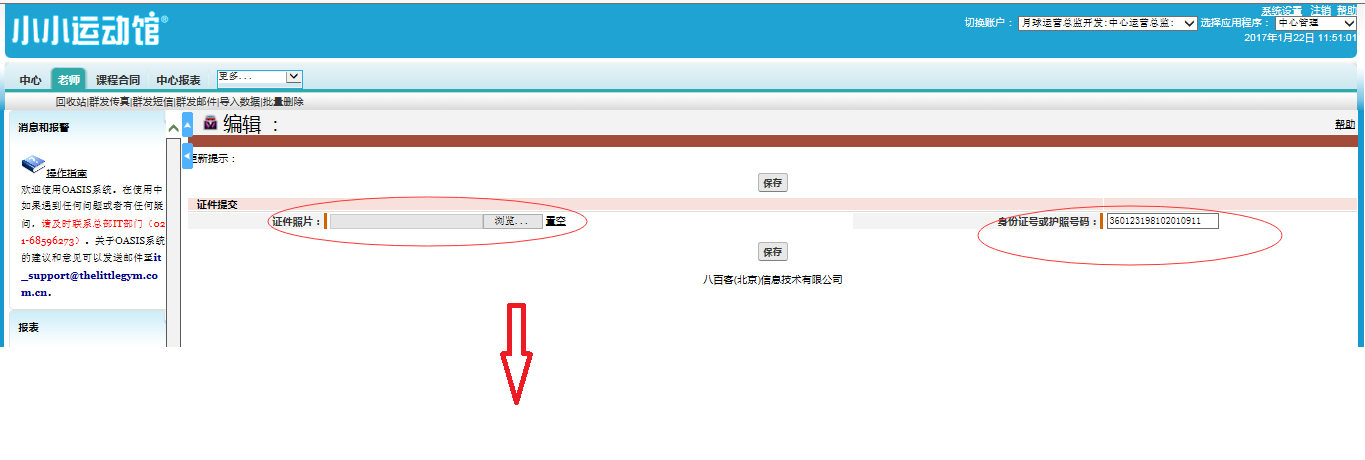 小小运动馆®
系统设置 注销 帮助
切换账户： 月球运营总监开发:中心运营总监: 选择应用程序： 中心管理
2017年1月22日 11:51:01
中心 老师 课程合同 中心报表 更多...
回收站|群发传真|群发短信|群发邮件|导入数据|批量删除
消息和报警
操作指南
欢迎使用OASIS系统。在使用中
如果遇到任何问题或者有任何疑
问，请及时联系总部IT部门（02
1-68596273）。关于OASIS系统
的建议和意见可以发送邮件至it
_support@thelittlegym.co
m.cn。
报表
编辑 ：
帮助
更新提示：
保存
证件提交
证件照片： 浏览... 置空
身份证号或护照号码： 360123198102010911
保存
八百客(北京)信息技术有限公司